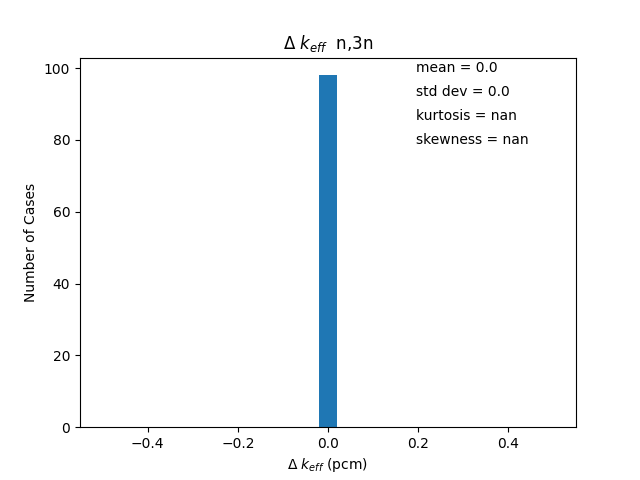 Δ k_eff n,3n
mean = 0.0
std dev = 0.0
kurtosis = nan
skewness = nan
100
80
60
40
20
0
Number of Cases
−0.4 −0.2 0.0 0.2 0.4
Δ k_eff (pcm)